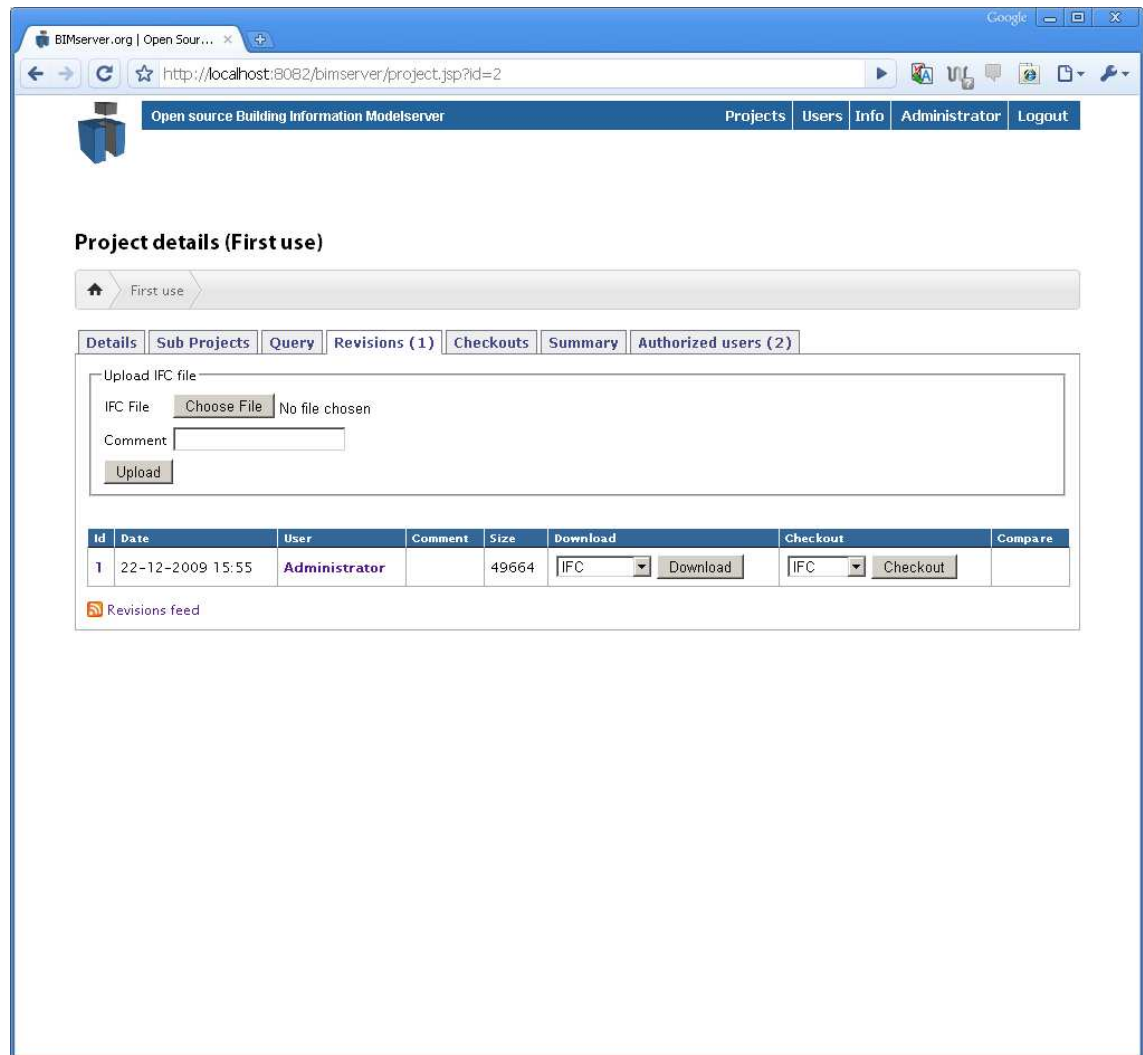 Google
BIMserver.org | Open Sour...
http://localhost:8082/bimserver/project.jsp?id=2
Open source Building Information Modelserver
Projects Users Info Administrator Logout
Project details (First use)
First use
Details Sub Projects Query Revisions (1) Checkouts Summary Authorized users (2)
Upload IFC file
IFC File Choose File No file chosen
Comment
Upload
Id Date User Comment Size Download Checkout Compare
1 22-12-2009 15:55 Administrator 49664 IFC Download IFC Checkout
Revisions feed